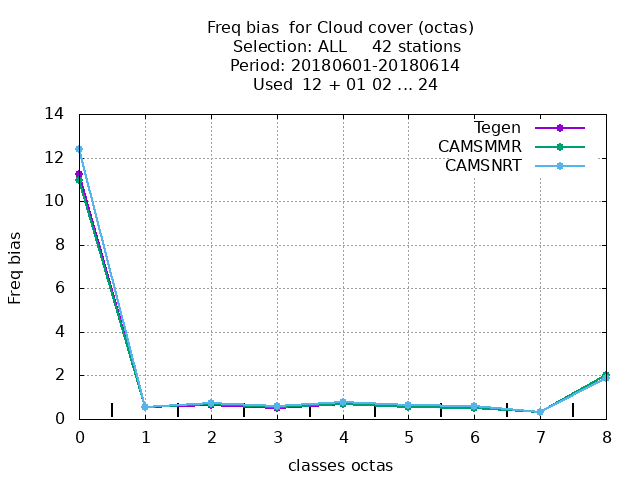 Freq bias  for Cloud cover (octas)
Selection: ALL     42 stations
Period: 20180601-20180614
Used  12 + 01 02 ... 24
Tegen
CAMSMMR
CAMSNRT
14
12
10
8
6
4
2
0
Freq bias
0 1 2 3 4 5 6 7 8
classes octas